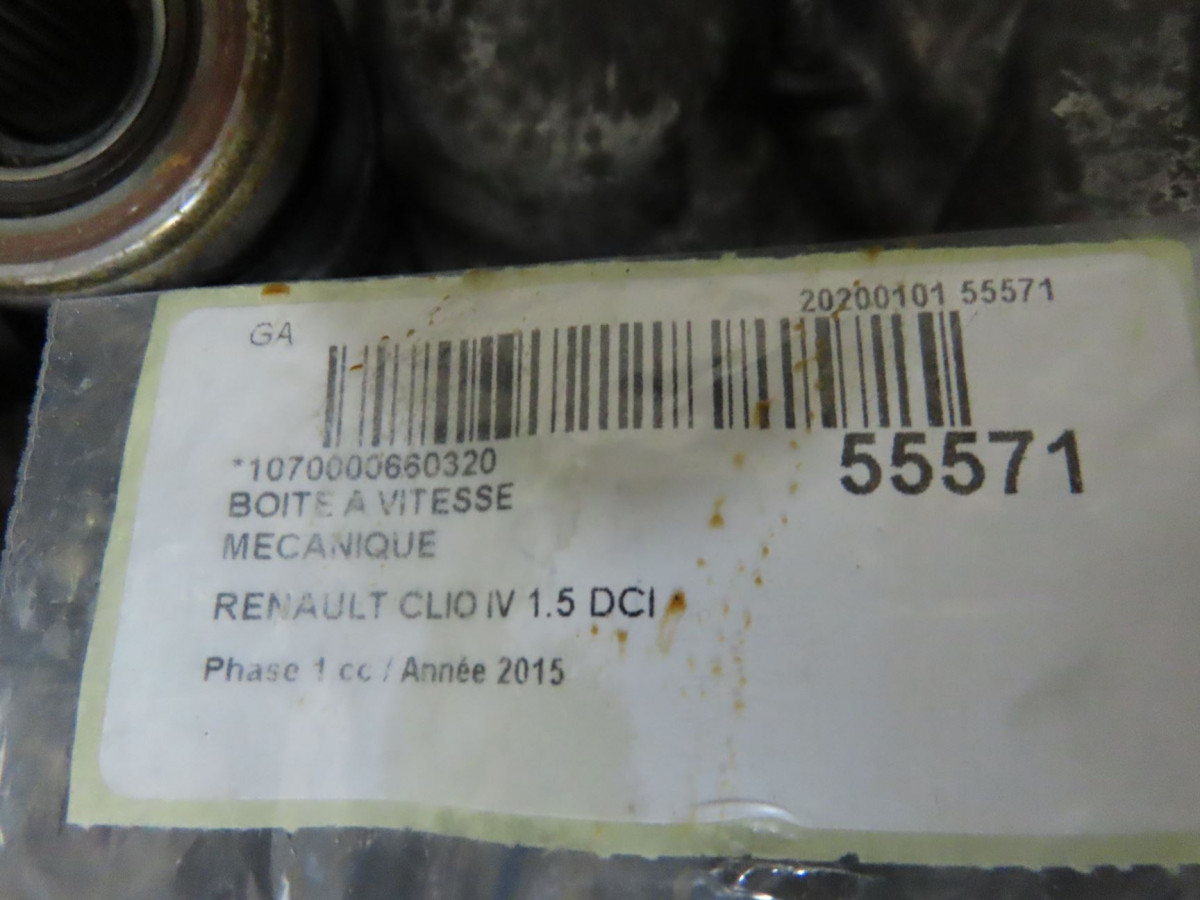 GA
20200101 55571
*1070000660320
55571
BOITE A VITESSE
MECANIQUE
RENAULT CLIO IV 1.5 DCI
Phase 1 cc / Année 2015